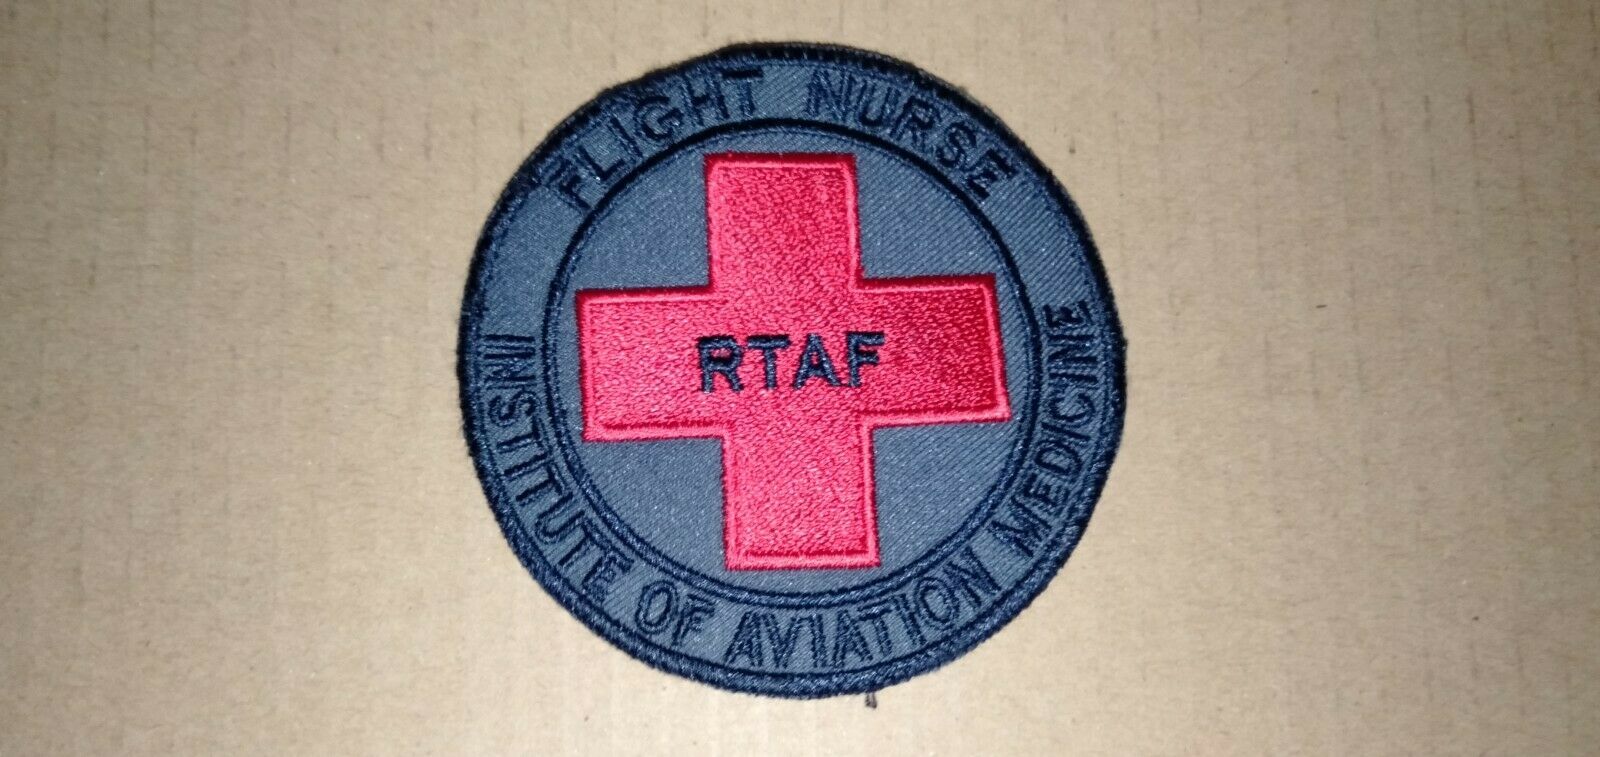 FLIGHT NURSE
RTAF
INSTITUTE OF AVIATION MEDICINE